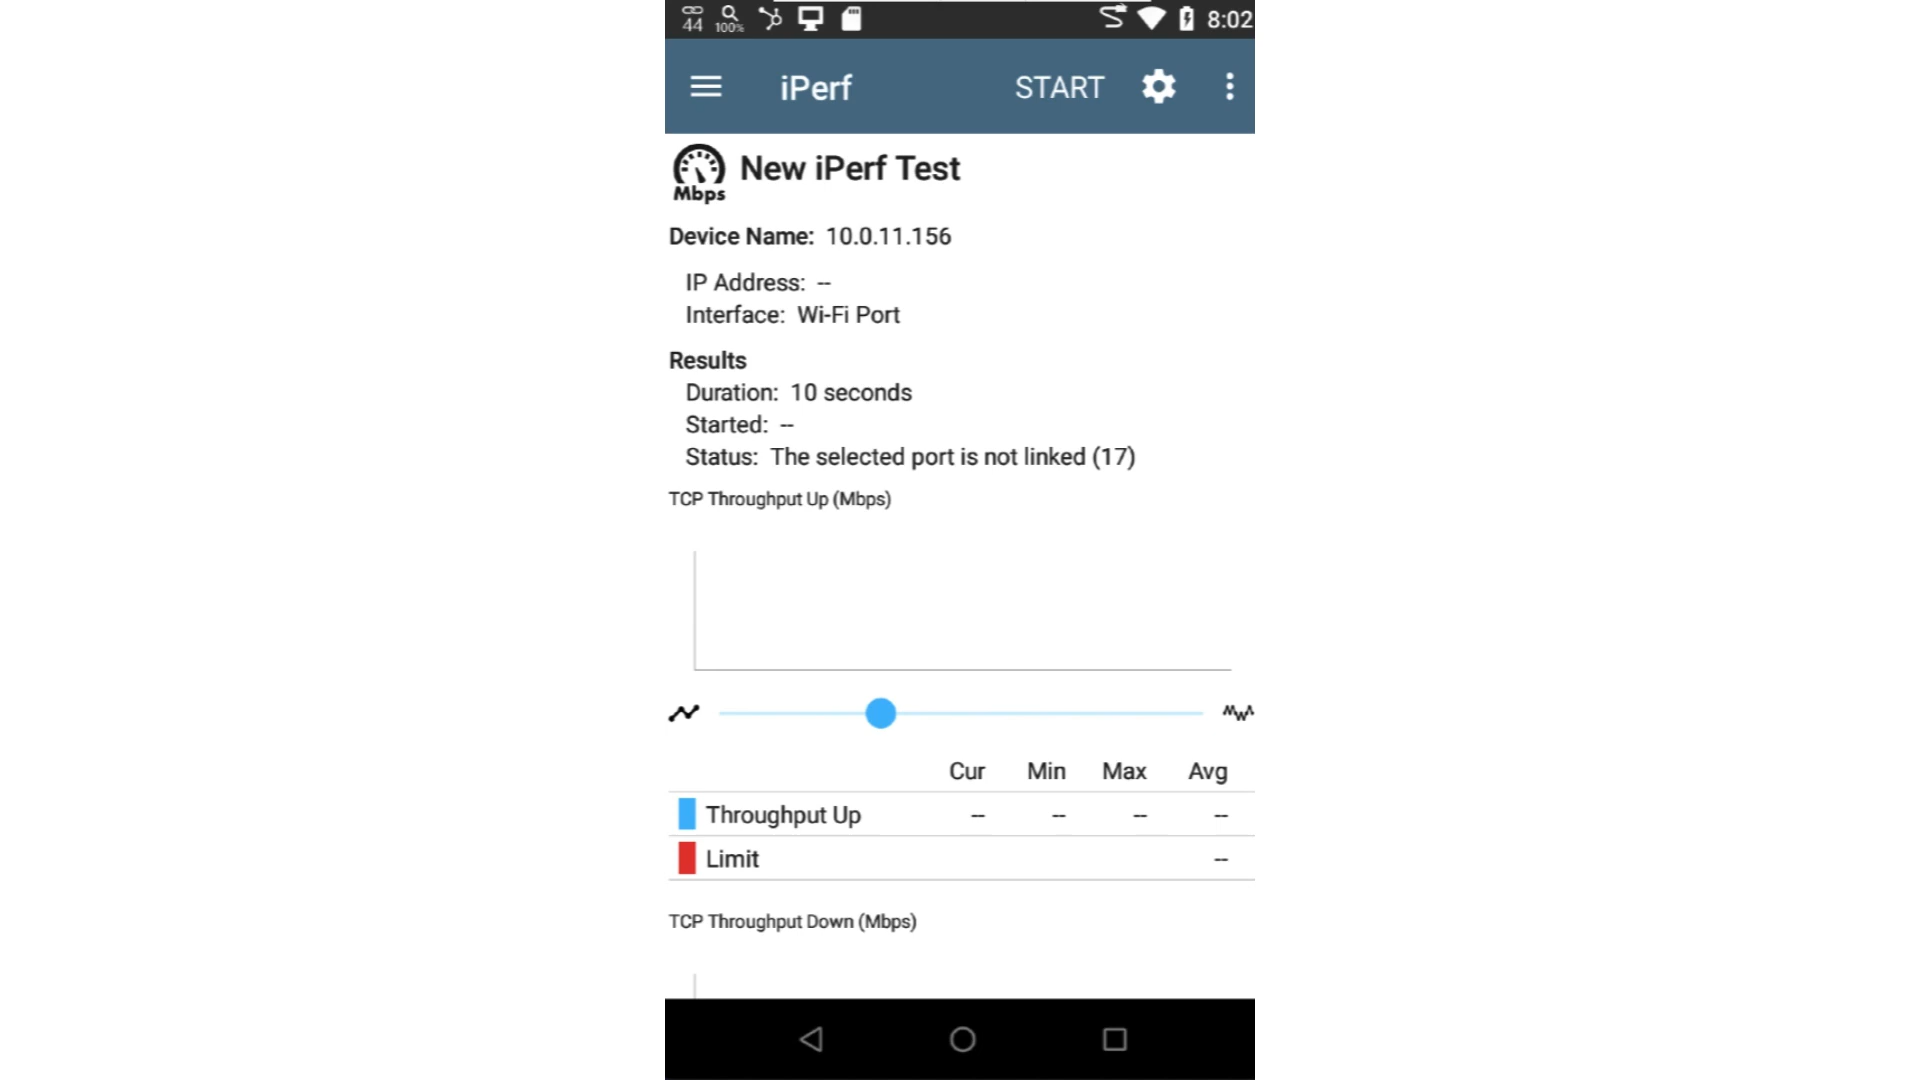 44 100% 8:02
iPerf START
Mbps New iPerf Test
Device Name: 10.0.11.156
IP Address: --
Interface: Wi-Fi Port
Results
Duration: 10 seconds
Started: --
Status: The selected port is not linked (17)
TCP Throughput Up (Mbps)
Cur Min Max Avg
Throughput Up -- -- -- --
Limit --
TCP Throughput Down (Mbps)